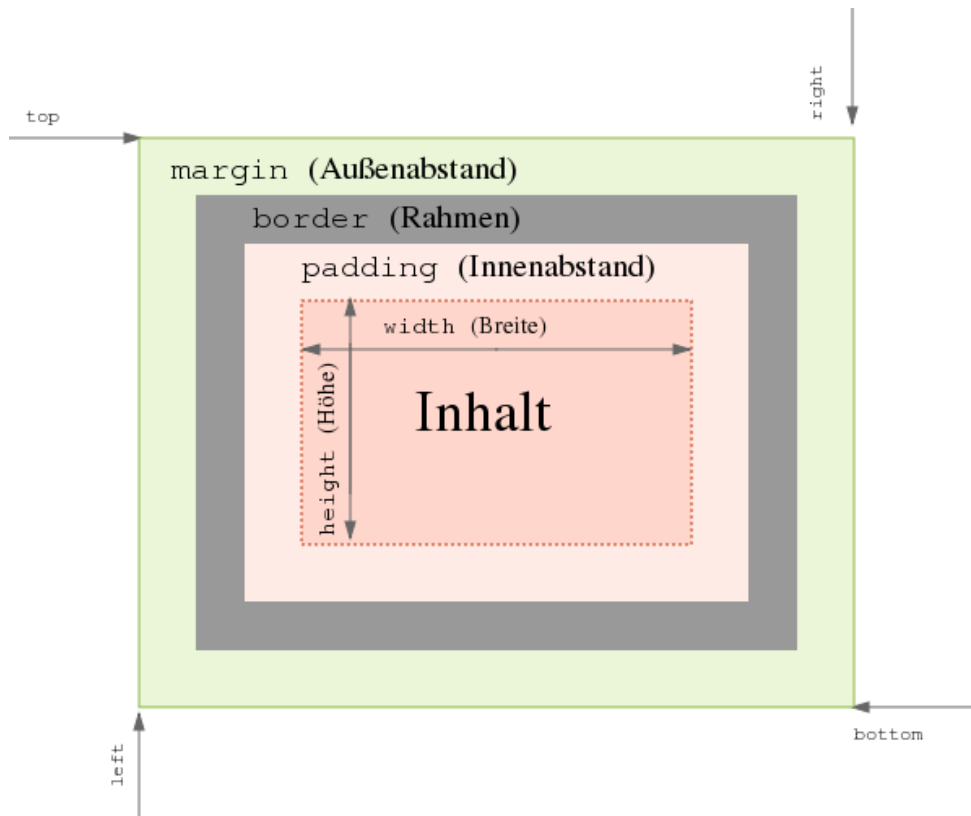 right
top
margin (Außenabstand)
border (Rahmen)
padding (Innenabstand)
width (Breite)
height (Höhe)
Inhalt
left
bottom